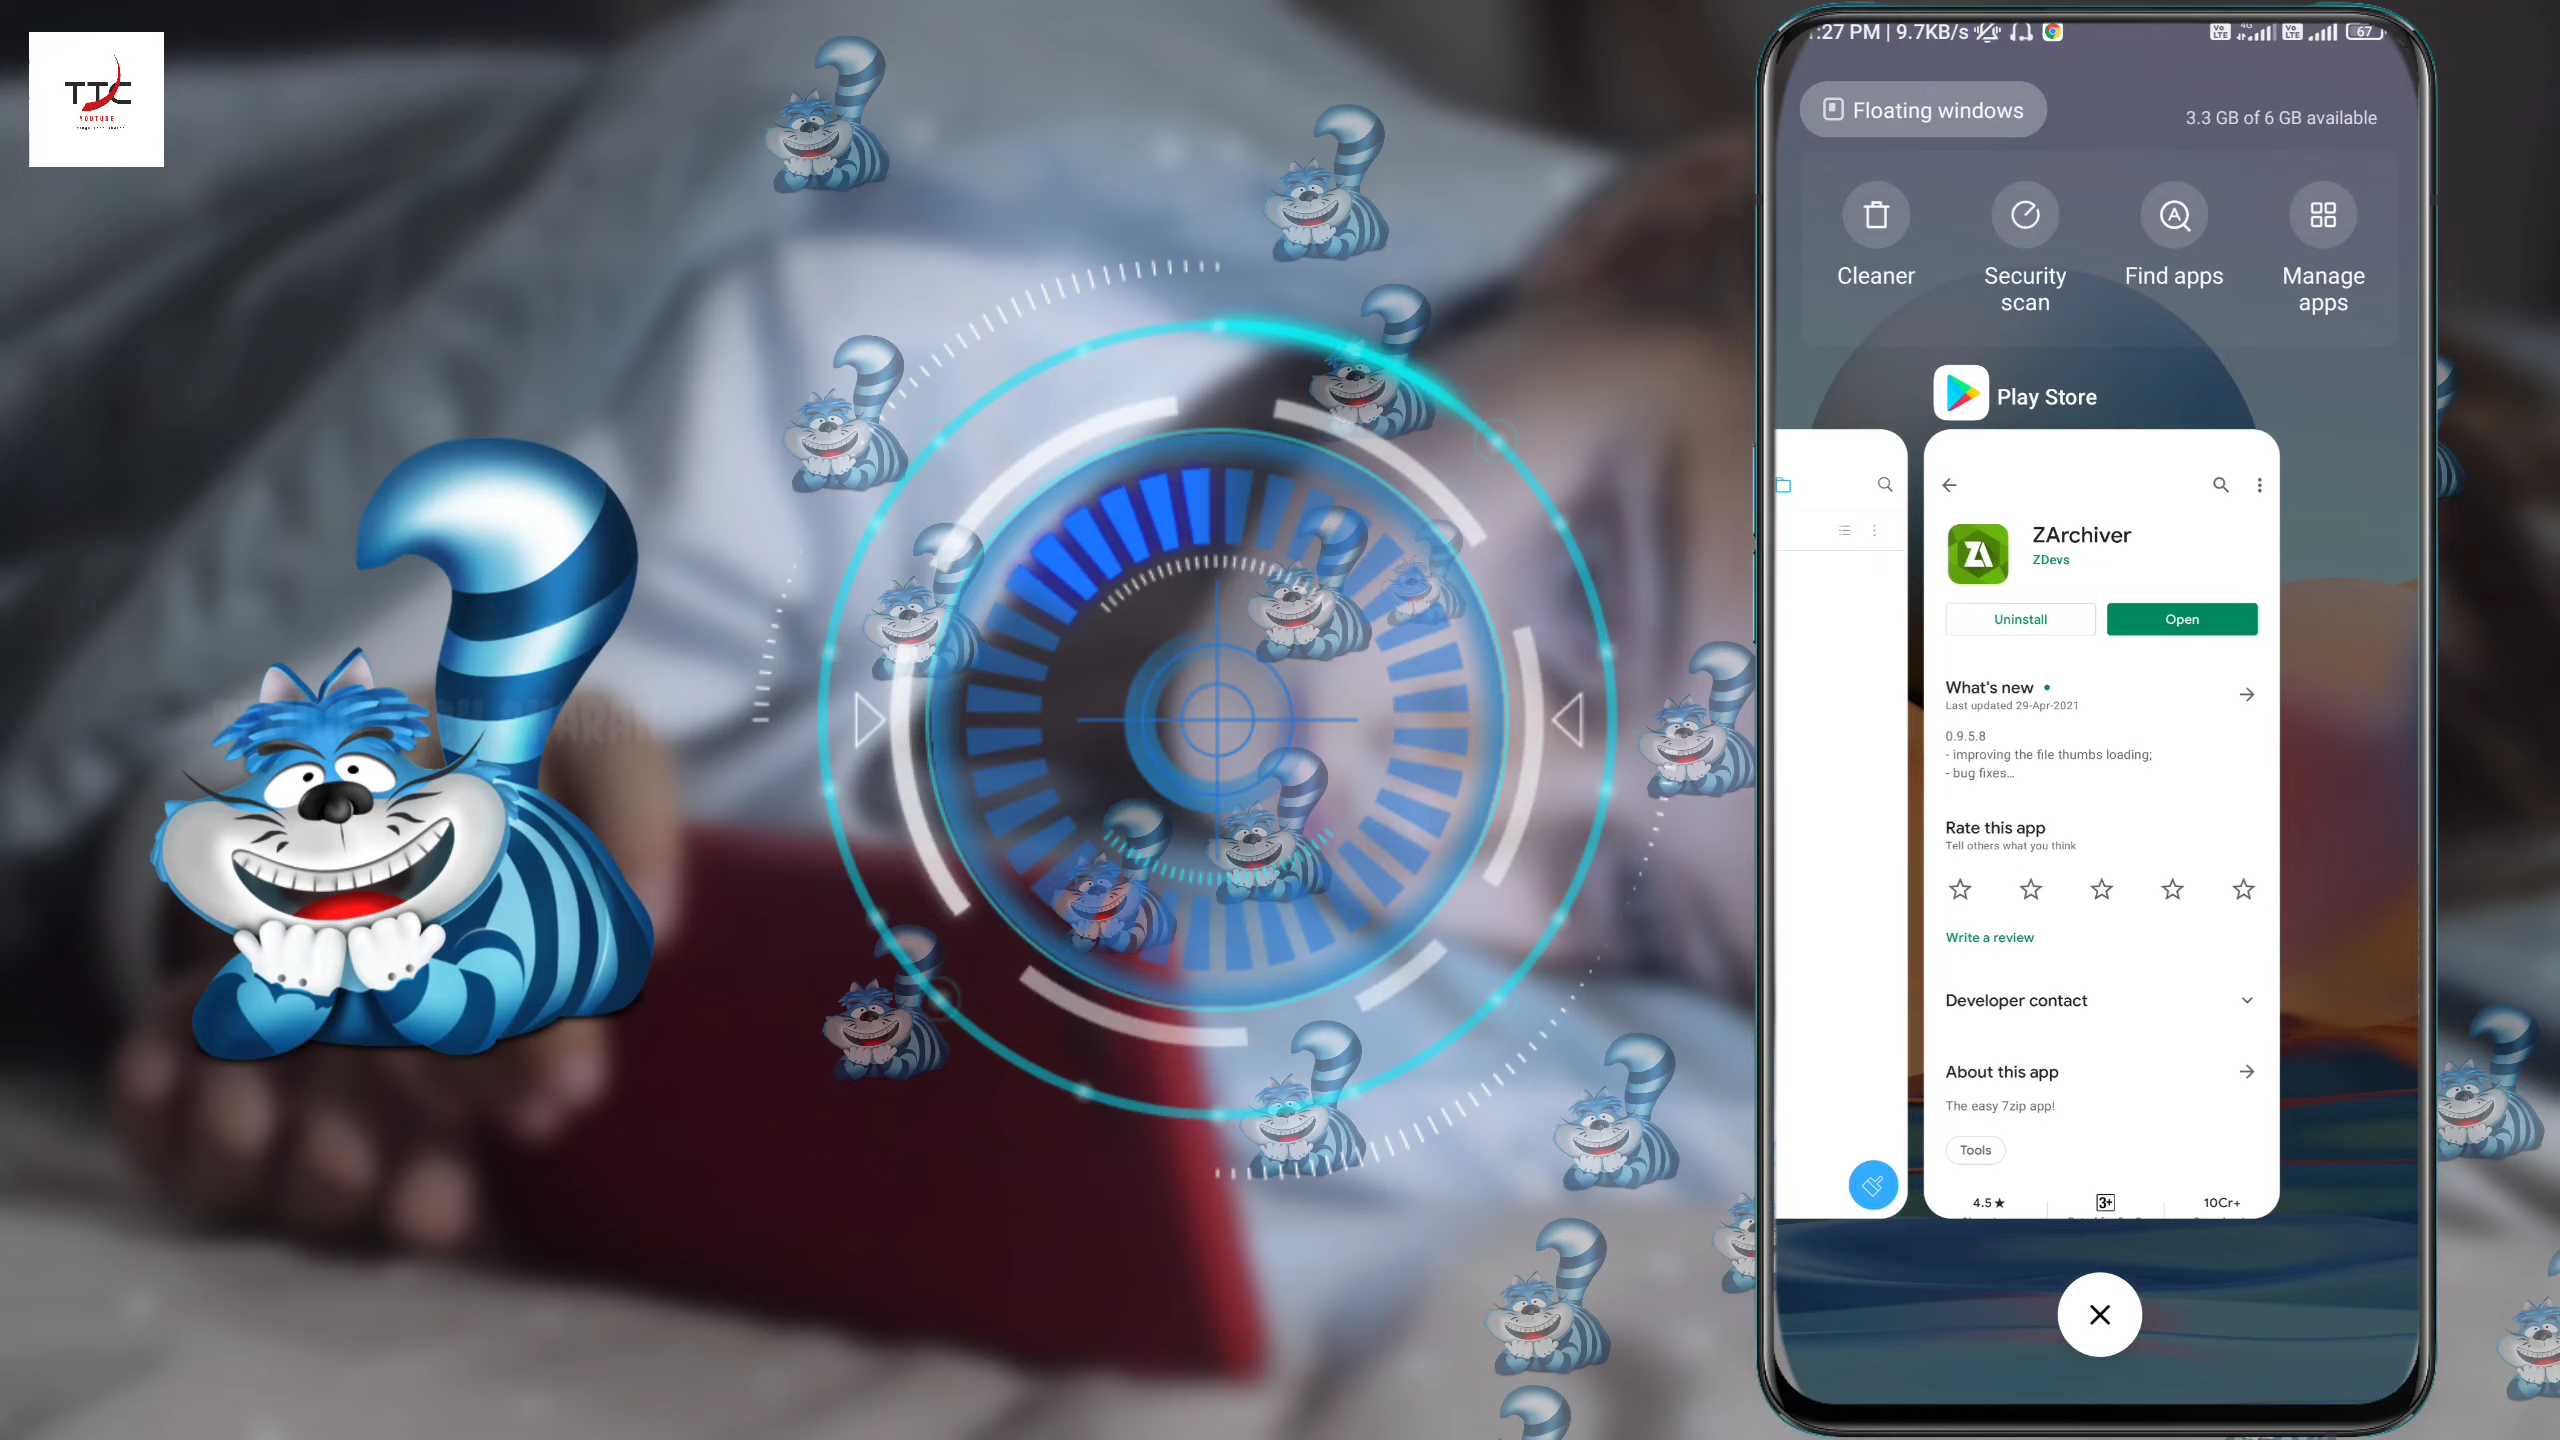 TTC
YOUTUBE
:27 PM | 9.7KB/s
4G
67
Floating windows
3.3 GB of 6 GB available
Cleaner
Security scan
Find apps
Manage apps
Play Store
ZArchiver
ZDevs
Uninstall
Open
What's new
Last updated 29-Apr-2021
0.9.5.8
- improving the file thumbs loading;
- bug fixes...
Rate this app
Tell others what you think
Write a review
Developer contact
About this app
The easy 7zip app!
Tools
4.5★
3+
10Cr+